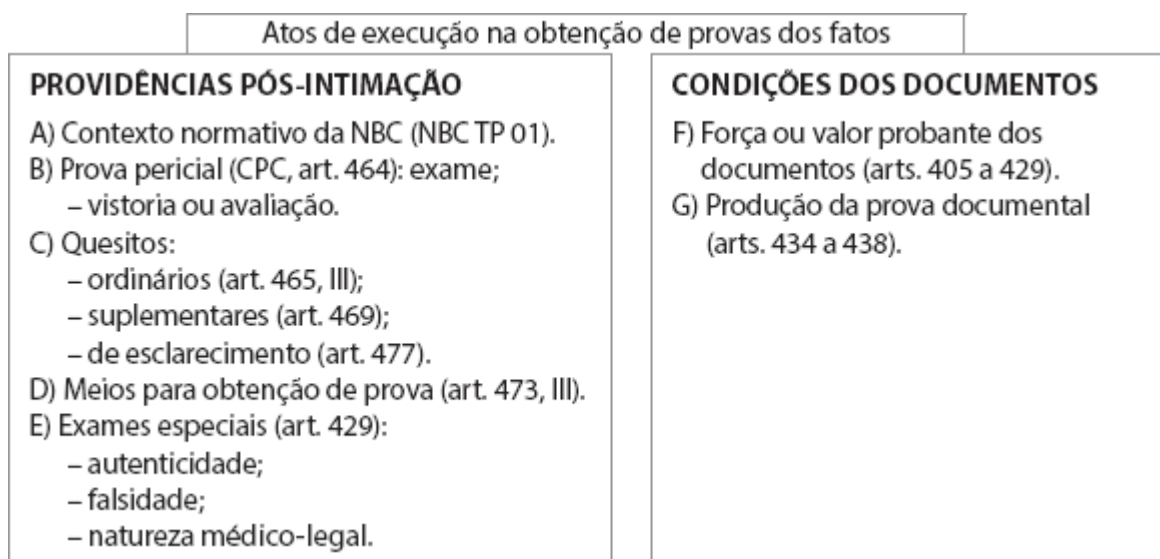 Atos de execução na obtenção de provas dos fatos
PROVIDÊNCIAS PÓS-INTIMAÇÃO
A) Contexto normativo da NBC (NBC TP 01).
B) Prova pericial (CPC, art. 464): exame;
– vistoria ou avaliação.
C) Quesitos:
– ordinários (art. 465, III);
– suplementares (art. 469);
– de esclarecimento (art. 477).
D) Meios para obtenção de prova (art. 473, III).
E) Exames especiais (art. 429):
– autenticidade;
– falsidade;
– natureza médico-legal.
CONDIÇÕES DOS DOCUMENTOS
F) Força ou valor probante dos
documentos (arts. 405 a 429).
G) Produção da prova documental
(arts. 434 a 438).